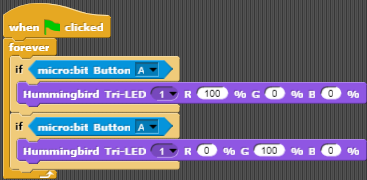 when clicked
forever
if micro:bit Button A
Hummingbird Tri-LED 1 R 100 % G 0 % B 0 %
if micro:bit Button A
Hummingbird Tri-LED 1 R 0 % G 100 % B 0 %